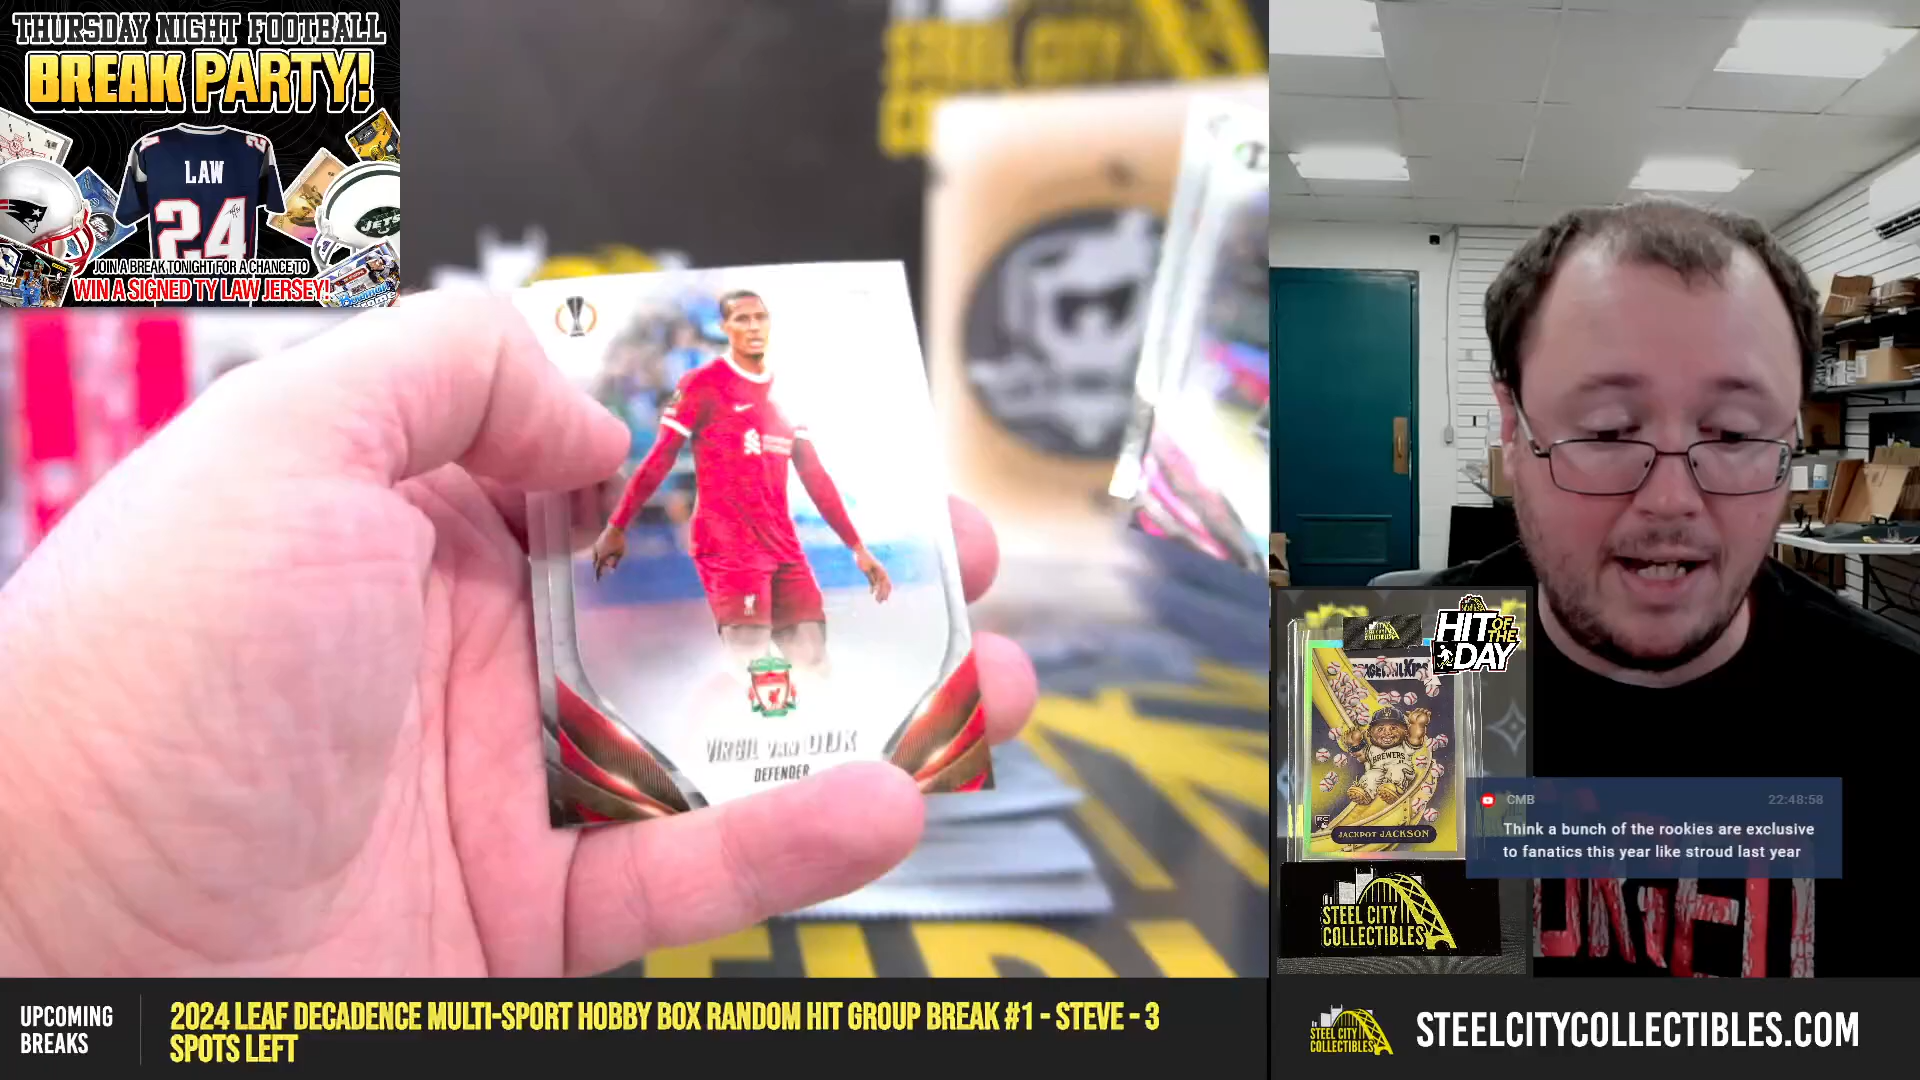 THURSDAY NIGHT FOOTBALL
BREAK PARTY!
LAW
24
JETS
JOIN A BREAK TONIGHT FOR A CHANCE TO
WIN A SIGNED TY LAW JERSEY!
VIRGIL VAN DIJK
DEFENDER
HIT OF THE DAY
BREWERS
RC
JACKPOT JACKSON
STEEL CITY
COLLECTIBLES
CMB
22:48:58
Think a bunch of the rookies are exclusive
to fanatics this year like stroud last year
UPCOMING
BREAKS
2024 LEAF DECADENCE MULTI-SPORT HOBBY BOX RANDOM HIT GROUP BREAK #1 - STEVE - 3
SPOTS LEFT
STEEL CITY
COLLECTIBLES
STEELCITYCOLLECTIBLES.COM